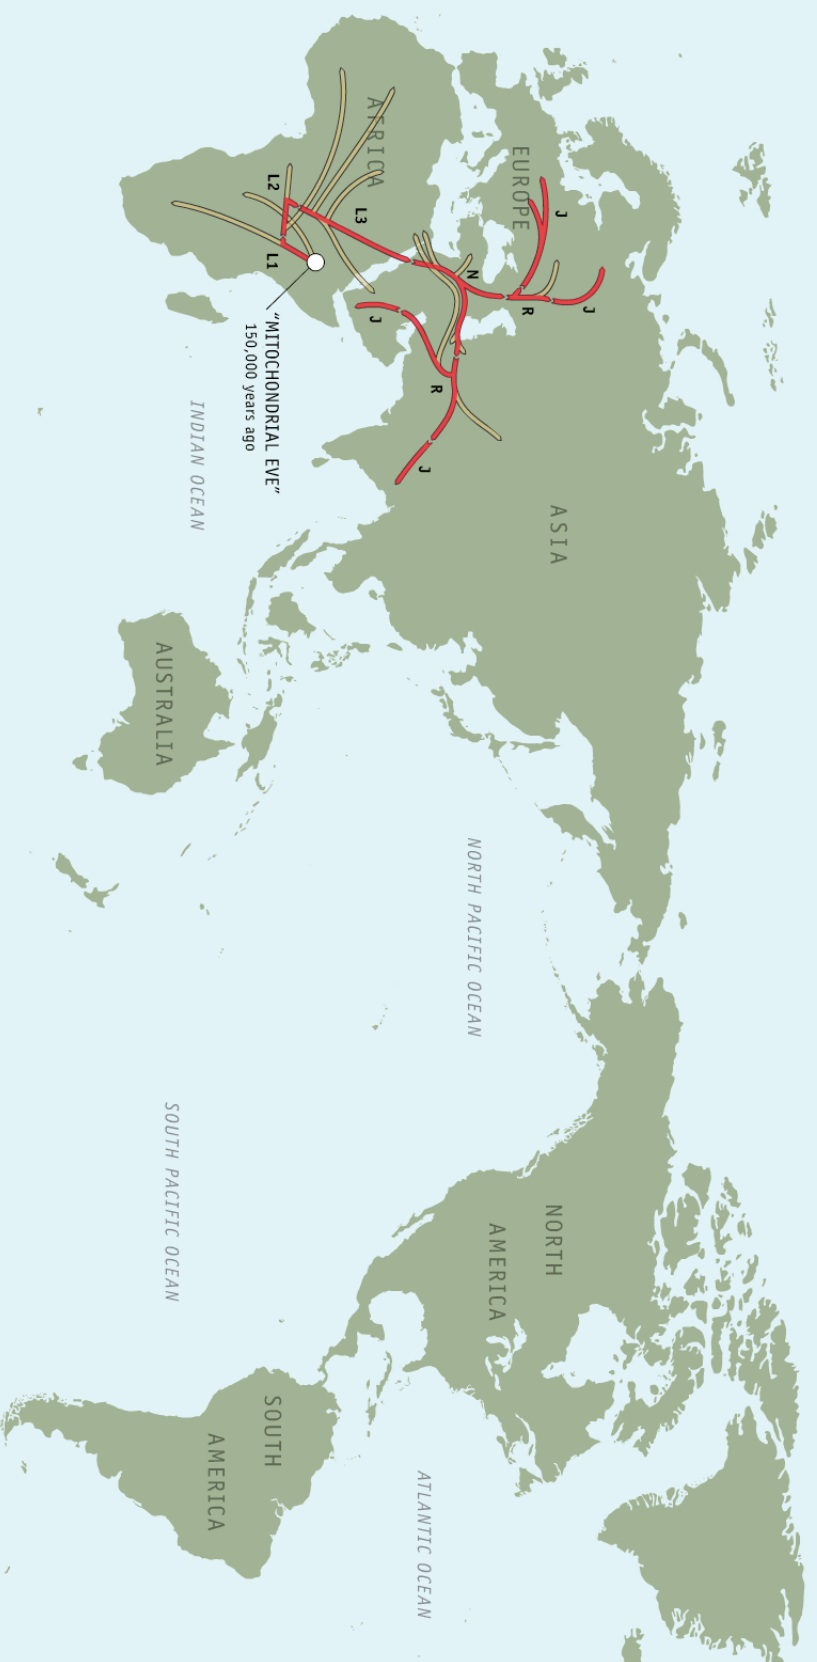 AFRICA
EUROPE
ASIA
J
J
R
N
L3
L2
L1
J
R
J
"MITOCHONDRIAL EVE"
150,000 years ago
INDIAN OCEAN
AUSTRALIA
NORTH PACIFIC OCEAN
SOUTH PACIFIC OCEAN
NORTH
AMERICA
SOUTH
AMERICA
ATLANTIC OCEAN